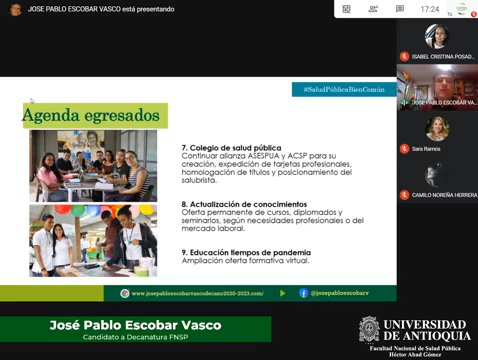 JOSE PABLO ESCOBAR VASCO está presentando
17:24
#SaludPúblicaBienComún
Agenda egresados
7. Colegio de salud pública
Continuar alianza ASESPUA y ACSP para su
creación, expedición de tarjetas profesionales,
homologación de títulos y posicionamiento del
salubrista.
8. Actualización de conocimientos
Oferta permanente de cursos, diplomados y
seminarios, según necesidades profesionales o del
mercado laboral.
9. Educación tiempos de pandemia
Ampliación oferta formativa virtual.
www.josepabloescobarvascodecano2020-2023.com/
@josepabloescobarv
ISABEL CRISTINA POSAD...
JOSE PABLO ESCOBAR VA...
Sara Ramos
CAMILO NOREÑA HERRERA
José Pablo Escobar Vasco
Candidato a Decanatura FNSP
UNIVERSIDAD
DE ANTIOQUIA
Facultad Nacional de Salud Pública
Héctor Abad Gómez